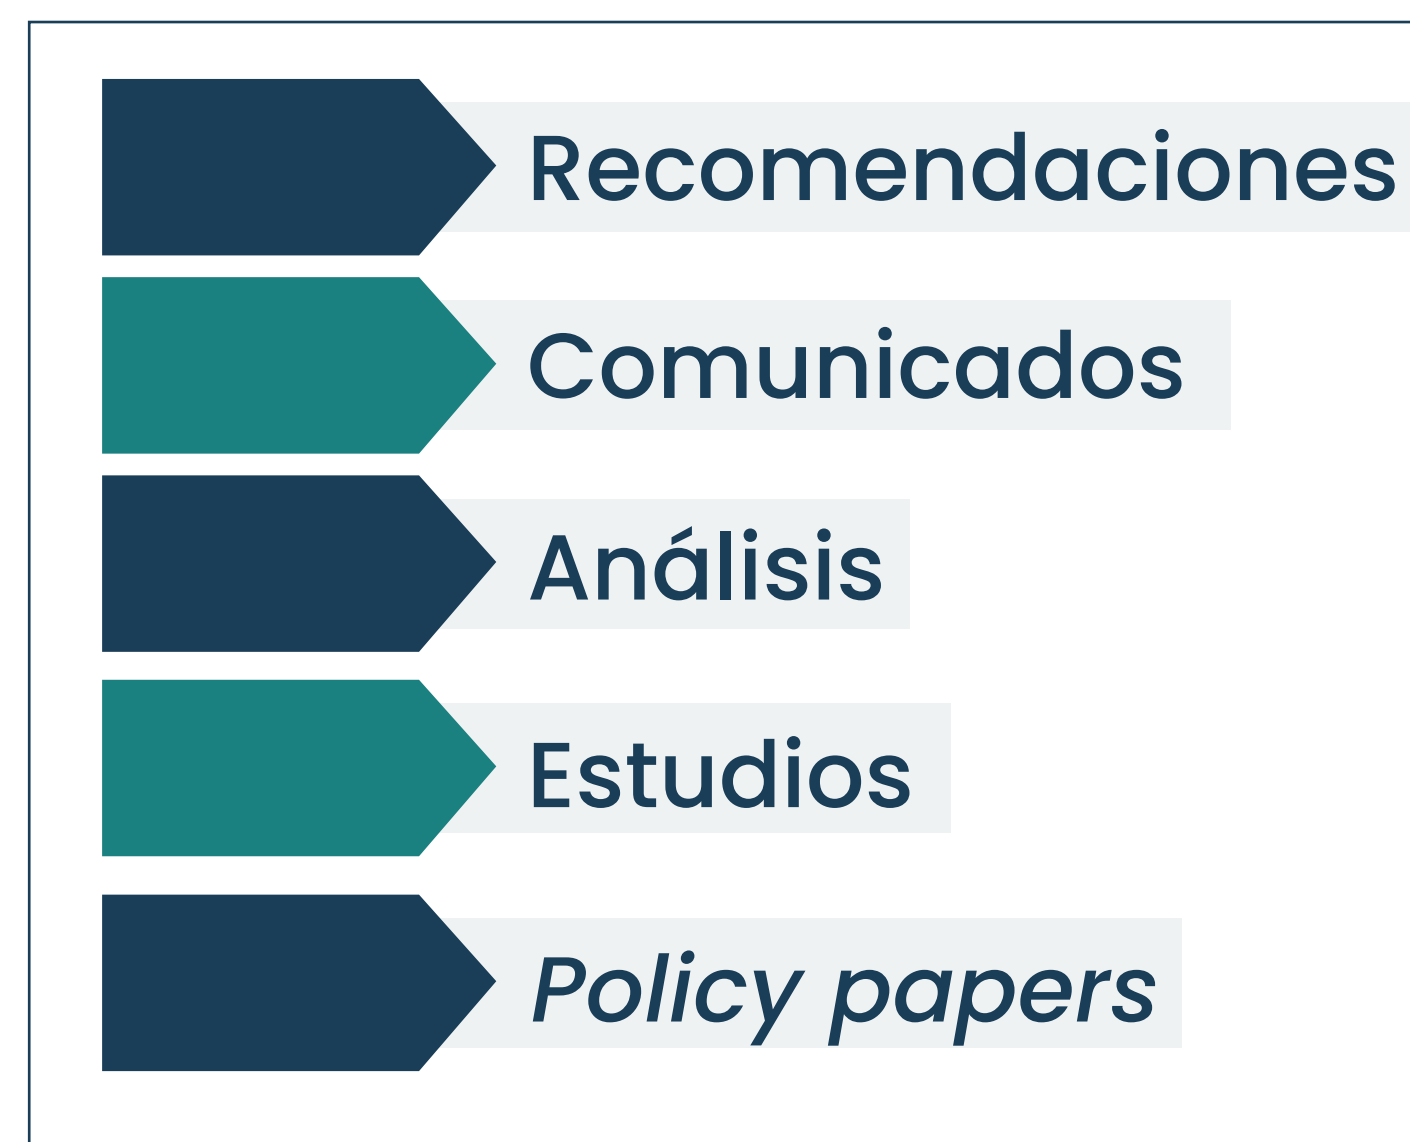 Recomendaciones
Comunicados
Análisis
Estudios
Policy papers